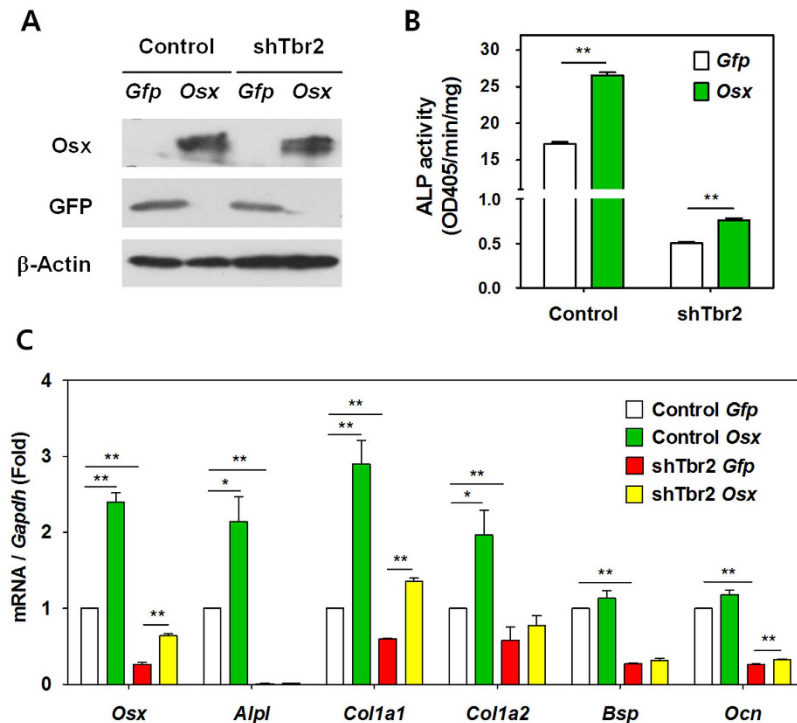 A
Control shTbr2
Gfp Osx Gfp Osx
Osx
GFP
β-Actin
B
ALP activity
(OD405/min/mg)
30
25
20
15
1.0
0.5
0.0
**
**
Gfp
Osx
Control shTbr2
C
mRNA / Gapdh (Fold)
4
3
2
1
0
** ** ** * ** ** ** ** * ** ** ** **
Control Gfp
Control Osx
shTbr2 Gfp
shTbr2 Osx
Osx Alpl Col1a1 Col1a2 Bsp Ocn